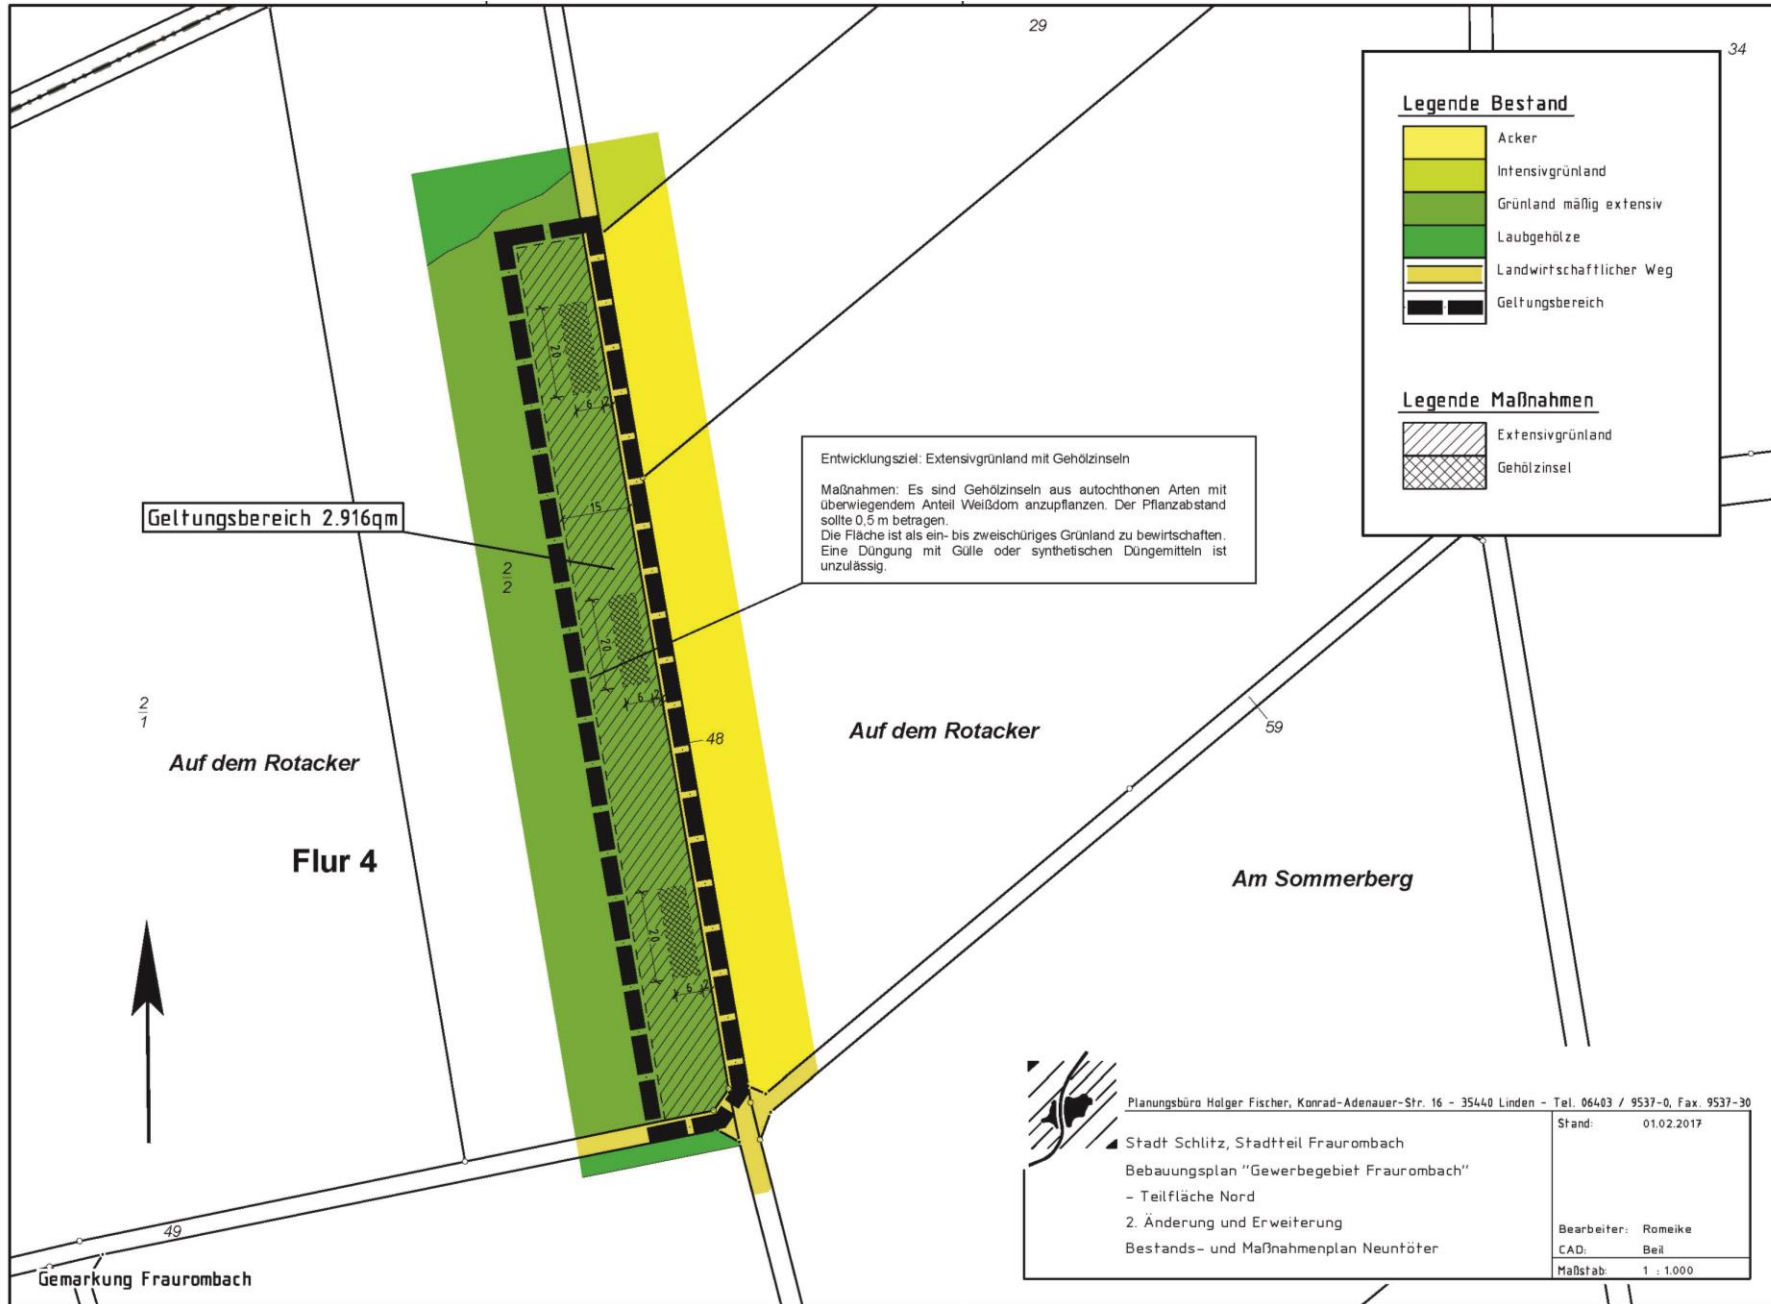 29
34
Legende Bestand
Acker
Intensivgrünland
Grünland mäßig extensiv
Laubgehölze
Landwirtschaftlicher Weg
Geltungsbereich
Legende Maßnahmen
Extensivgrünland
Gehölzinsel
20
6 2
15
Geltungsbereich 2.916qm
Entwicklungsziel: Extensivgrünland mit Gehölzinseln
Maßnahmen: Es sind Gehölzinseln aus autochthonen Arten mit
überwiegendem Anteil Weißdorn anzupflanzen. Der Pflanzabstand
sollte 0,5 m betragen.
Die Fläche ist als ein- bis zweischüriges Grünland zu bewirtschaften.
Eine Düngung mit Gülle oder synthetischen Düngemitteln ist
unzulässig.
2
2
20
6 2
2
1
48
59
Auf dem Rotacker
Auf dem Rotacker
Flur 4
Am Sommerberg
20
6 2
49
Gemarkung Fraurombach
Planungsbüro Holger Fischer, Konrad-Adenauer-Str. 16 - 35440 Linden - Tel. 06403 / 9537-0, Fax. 9537-30
Stadt Schlitz, Stadtteil Fraurombach
Bebauungsplan "Gewerbegebiet Fraurombach"
- Teilfläche Nord
2. Änderung und Erweiterung
Bestands- und Maßnahmenplan Neuntöter
Stand: 01.02.2017
Bearbeiter: Romeike
CAD: Beil
Maßstab: 1 : 1.000